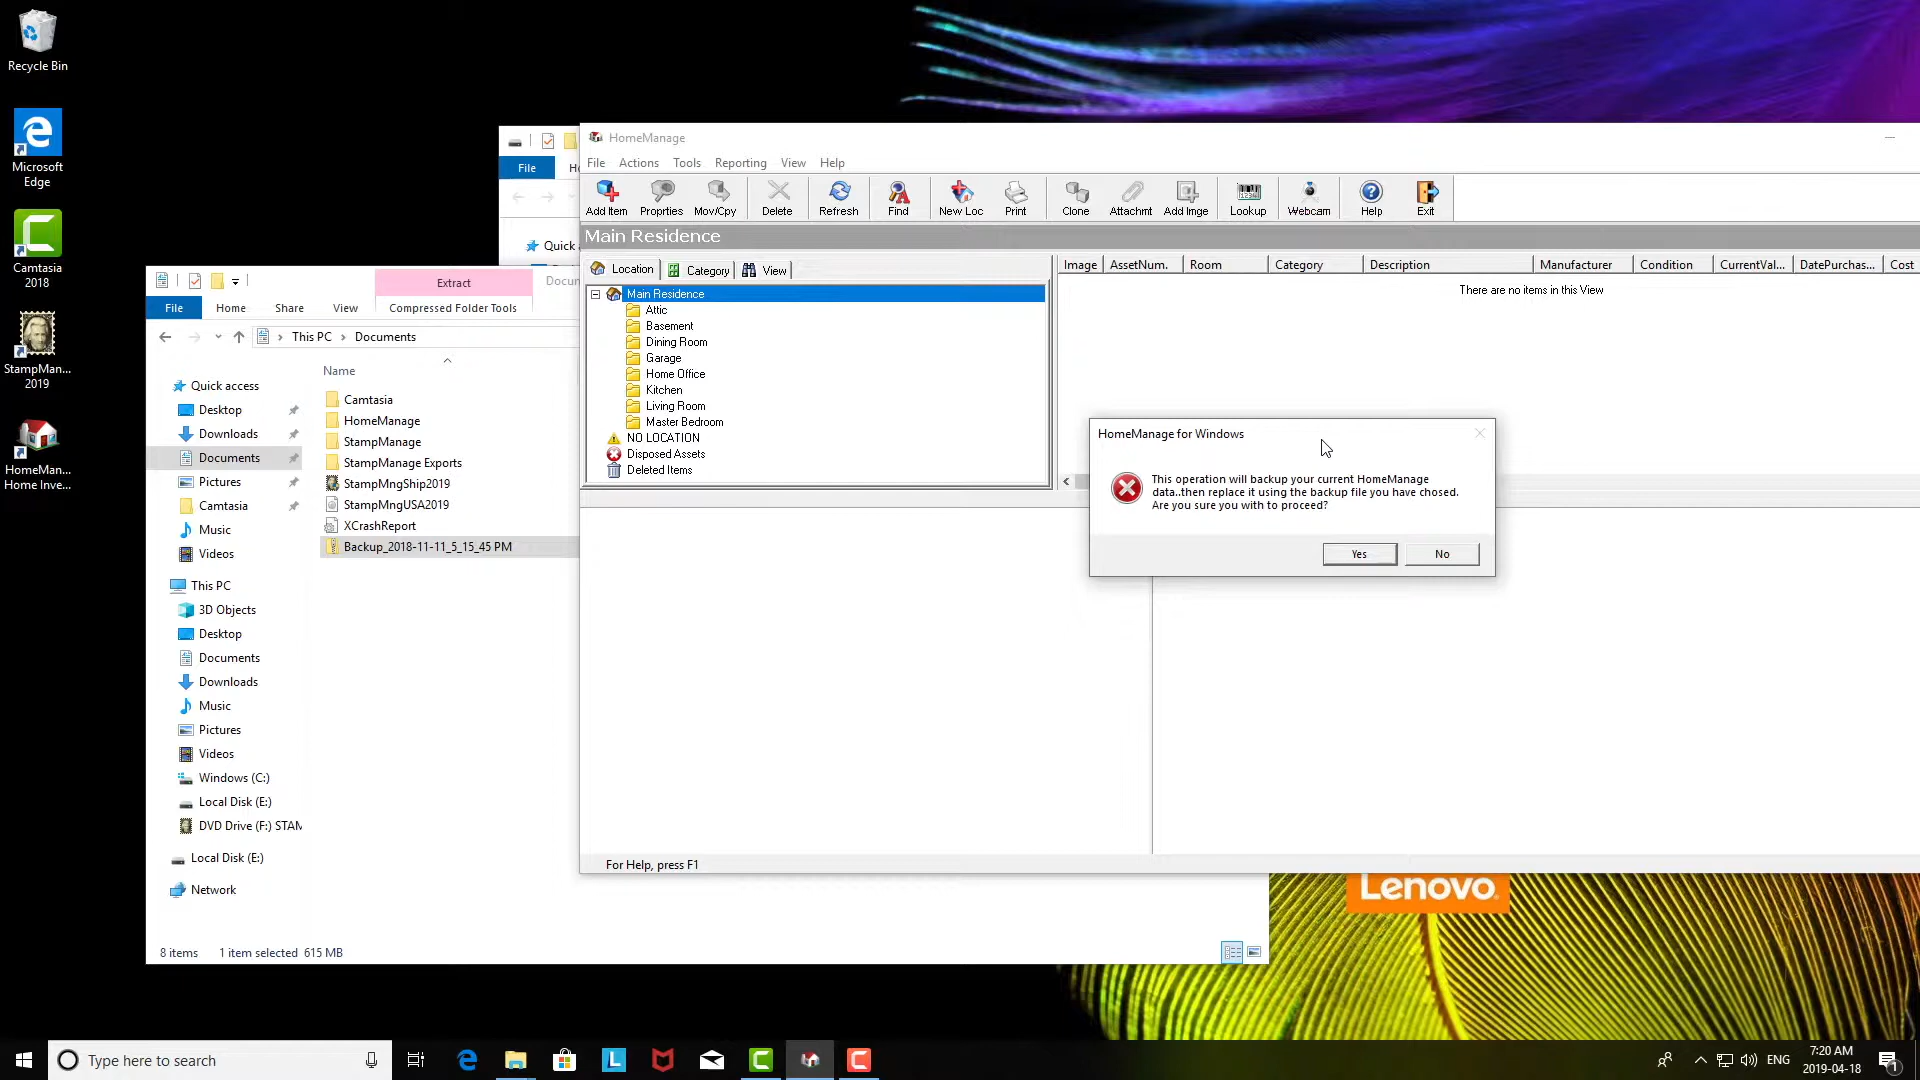 Recycle Bin
Microsoft
Edge
Camtasia
2018
StampMan...
2019
HomeMan...
Home Inve...
File
Quick
HomeManage
File Actions Tools Reporting View Help
Add Item Proprties Mov/Cpy Delete Refresh Find New Loc Print Clone Attachmt Add Imge Lookup Webcam Help Exit
Main Residence
Location Category View
Main Residence
Attic
Basement
Dining Room
Garage
Home Office
Kitchen
Living Room
Master Bedroom
NO LOCATION
Disposed Assets
Deleted Items
Image AssetNum. Room Category Description Manufacturer Condition CurrentVal... DatePurchas... Cost
There are no items in this View
HomeManage for Windows
This operation will backup your current HomeManage
data..then replace it using the backup file you have chosed.
Are you sure you with to proceed?
Yes No
For Help, press F1
Extract
File Home Share View Compressed Folder Tools
This PC Documents
Name
Quick access
Desktop
Downloads
Documents
Pictures
Camtasia
Music
Videos
This PC
3D Objects
Desktop
Documents
Downloads
Music
Pictures
Videos
Windows (C:)
Local Disk (E:)
DVD Drive (F:) STAM
Local Disk (E:)
Network
Camtasia
HomeManage
StampManage
StampManage Exports
StampMngShip2019
StampMngUSA2019
XCrashReport
Backup_2018-11-11_5_15_45 PM
8 items 1 item selected 615 MB
Lenovo
Type here to search
ENG
7:20 AM
2019-04-18
1